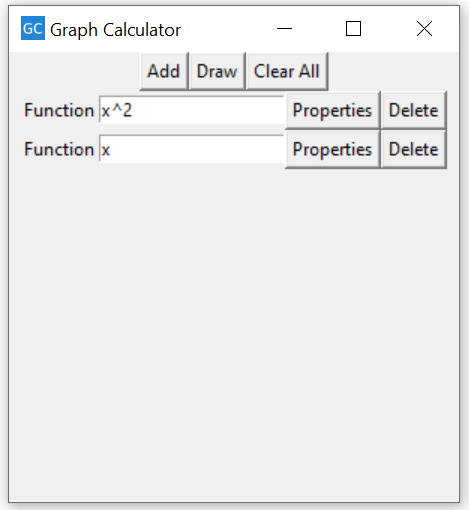 GC Graph Calculator
Add Draw Clear All
Function x^2 Properties Delete
Function x Properties Delete